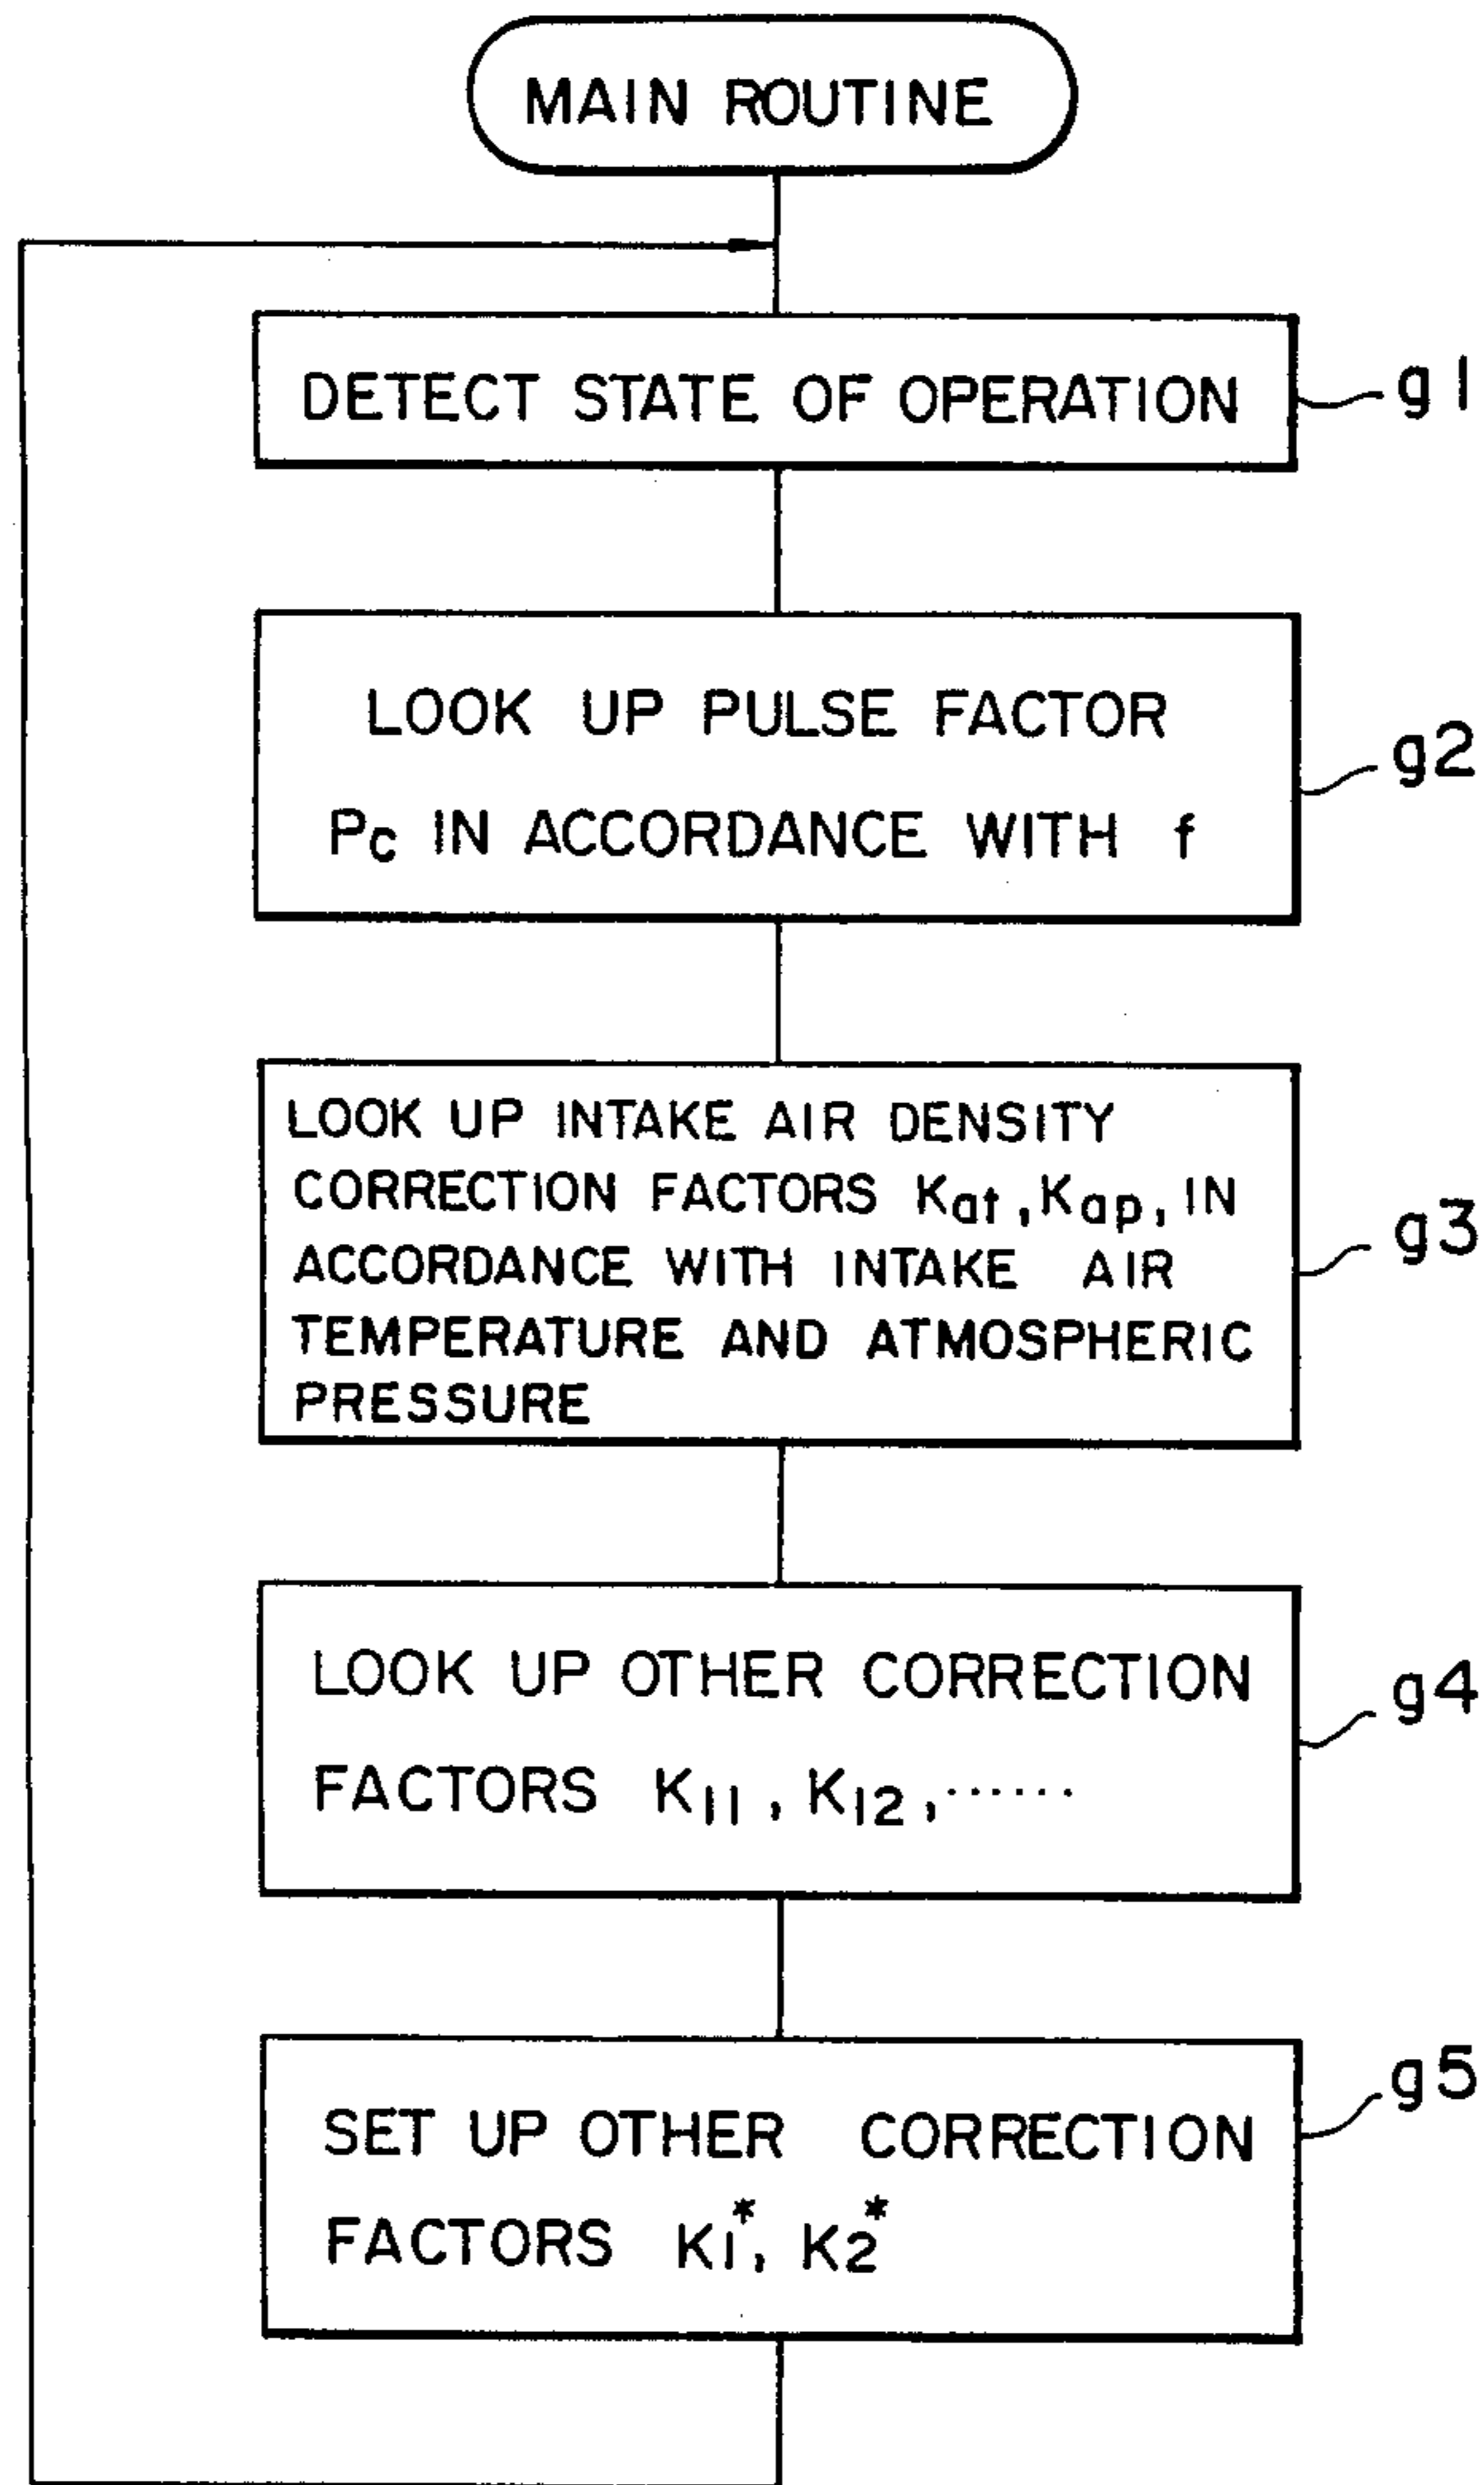 MAIN ROUTINE
DETECT STATE OF OPERATION
g1
LOOK UP PULSE FACTOR
Pc IN ACCORDANCE WITH f
g2
LOOK UP INTAKE AIR DENSITY
CORRECTION FACTORS Kat, Kap, IN
ACCORDANCE WITH INTAKE AIR
TEMPERATURE AND ATMOSPHERIC
PRESSURE
g3
LOOK UP OTHER CORRECTION
FACTORS K11, K12, ······
g4
SET UP OTHER CORRECTION
FACTORS K1*, K2*
g5